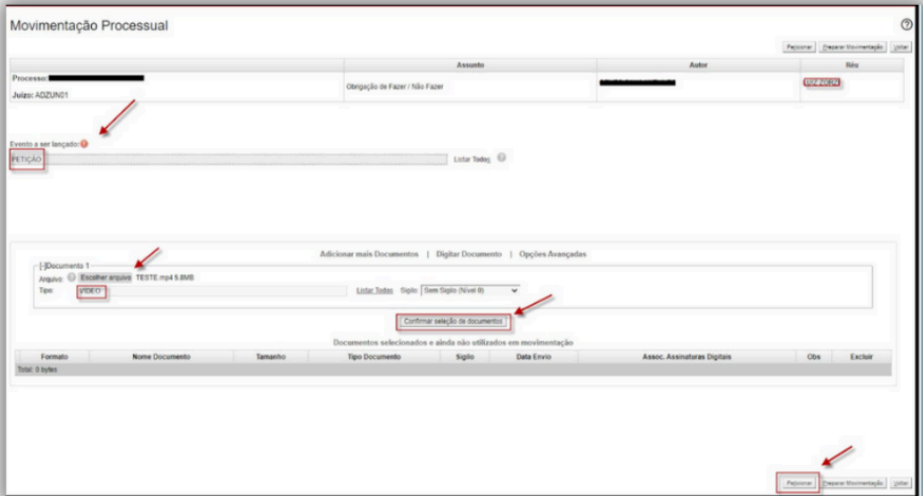 Movimentação Processual
Peticionar Preparar Movimentação Voltar
Assunto Autor Réu
Processo:
Juízo: ADZUN01
Obrigação de Fazer / Não Fazer
Evento a ser lançado:
PETIÇÃO
Listar Todos
Adicionar mais Documentos | Digitar Documento | Opções Avançadas
[-]Documento 1
Arquivo: Escolher arquivo TESTE.mp4 5.8MB
Tipo: VÍDEO Listar Todos Sigilo: Sem Sigilo (Nível 0)
Confirmar seleção de documentos
Documentos selecionados e ainda não utilizados em movimentação
Formato Nome Documento Tamanho Tipo Documento Sigilo Data Envio Assoc. Assinaturas Digitais Obs Excluir
Total: 0 bytes
Peticionar Preparar Movimentação Voltar